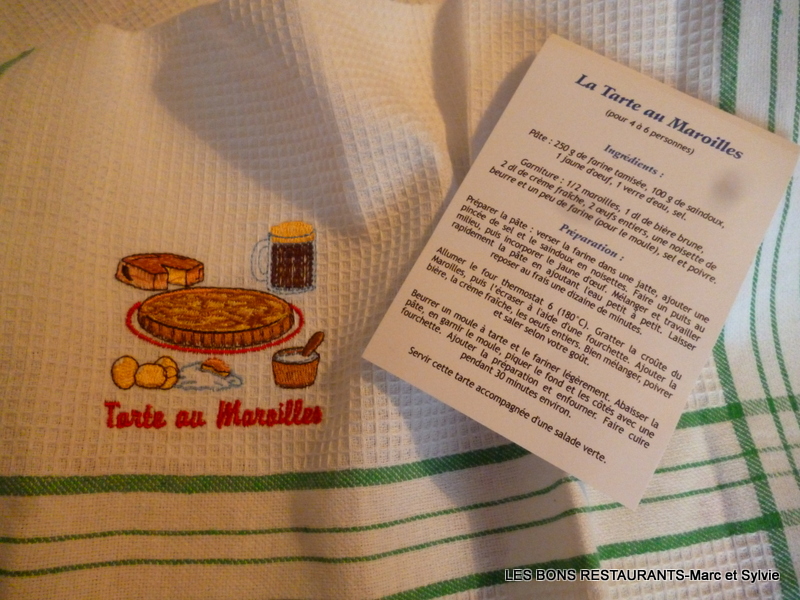 La Tarte au Maroilles
(pour 4 à 6 personnes)
Ingrédients :
Pâte : 250 g de farine tamisée, 100 g de saindoux,
1 jaune d'oeuf, 1 verre d'eau, sel.
Garniture : 1/2 maroilles, 1 dl de bière brune,
2 dl de crème fraîche, 2 œufs entiers, une noisette de
beurre et un peu de farine (pour le moule), sel et poivre.
Préparation :
Préparer la pâte : verser la farine dans une jatte, ajouter une
pincée de sel et le saindoux en noisettes. Faire un puits au
milieu, puis incorporer le jaune d'œuf. Mélanger et travailler
rapidement la pâte en ajoutant l'eau petit à petit. Laisser
reposer au frais une dizaine de minutes.
Allumer le four thermostat 6 (180°C). Gratter la croûte du
Maroilles, puis l'écraser à l'aide d'une fourchette. Ajouter la
bière, la crème fraîche, les oeufs entiers. Bien mélanger, poivrer
et saler selon votre goût.
Beurrer un moule à tarte et le fariner légèrement. Abaisser la
pâte, en garnir le moule, piquer le fond et les côtés avec une
fourchette. Ajouter la préparation et enfourner. Faire cuire
pendant 30 minutes environ.
Servir cette tarte accompagnée d'une salade verte.
Tarte au Maroilles
LES BONS RESTAURANTS-Marc et Sylvie